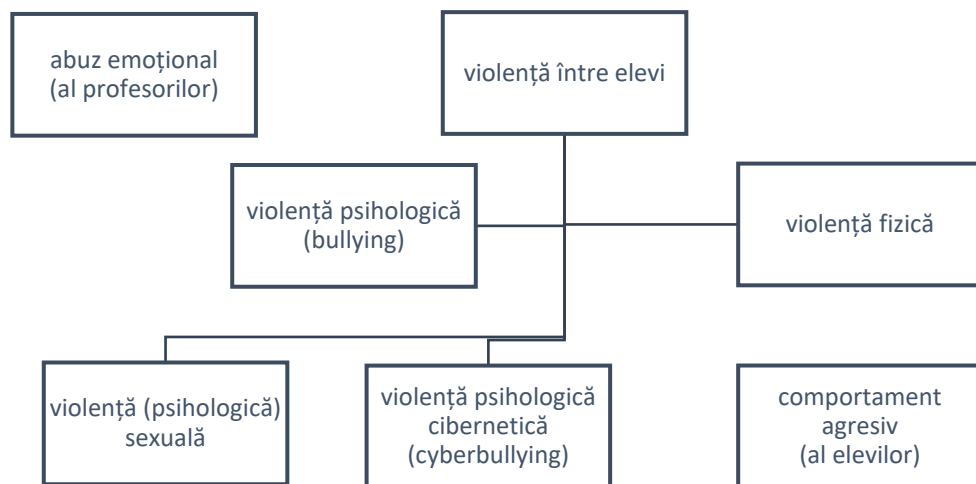 abuz emoțional
(al profesorilor)
violență între elevi
violență psihologică
(bullying)
violență fizică
violență (psihologică)
sexuală
violență psihologică
cibernetică
(cyberbullying)
comportament
agresiv
(al elevilor)